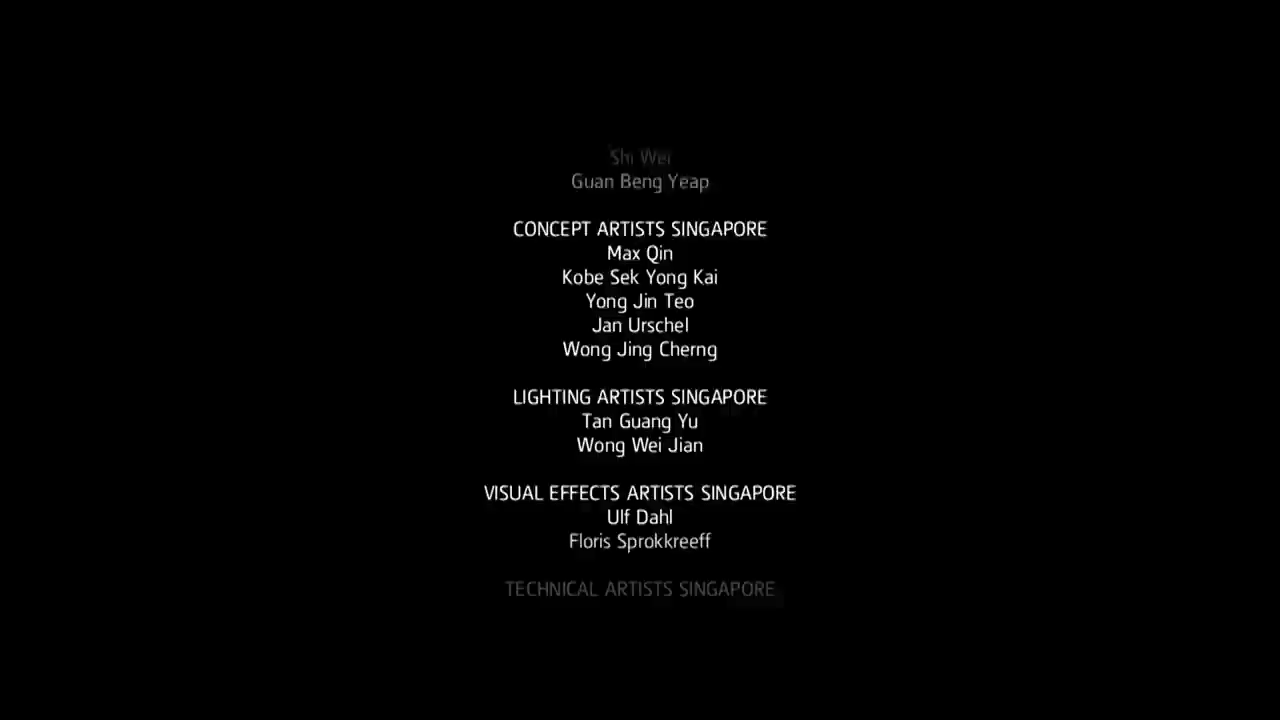 Shi Wei
Guan Beng Yeap
CONCEPT ARTISTS SINGAPORE
Max Qin
Kobe Sek Yong Kai
Yong Jin Teo
Jan Urschel
Wong Jing Cherng
LIGHTING ARTISTS SINGAPORE
Tan Guang Yu
Wong Wei Jian
VISUAL EFFECTS ARTISTS SINGAPORE
Ulf Dahl
Floris Sprokkreeff
TECHNICAL ARTISTS SINGAPORE